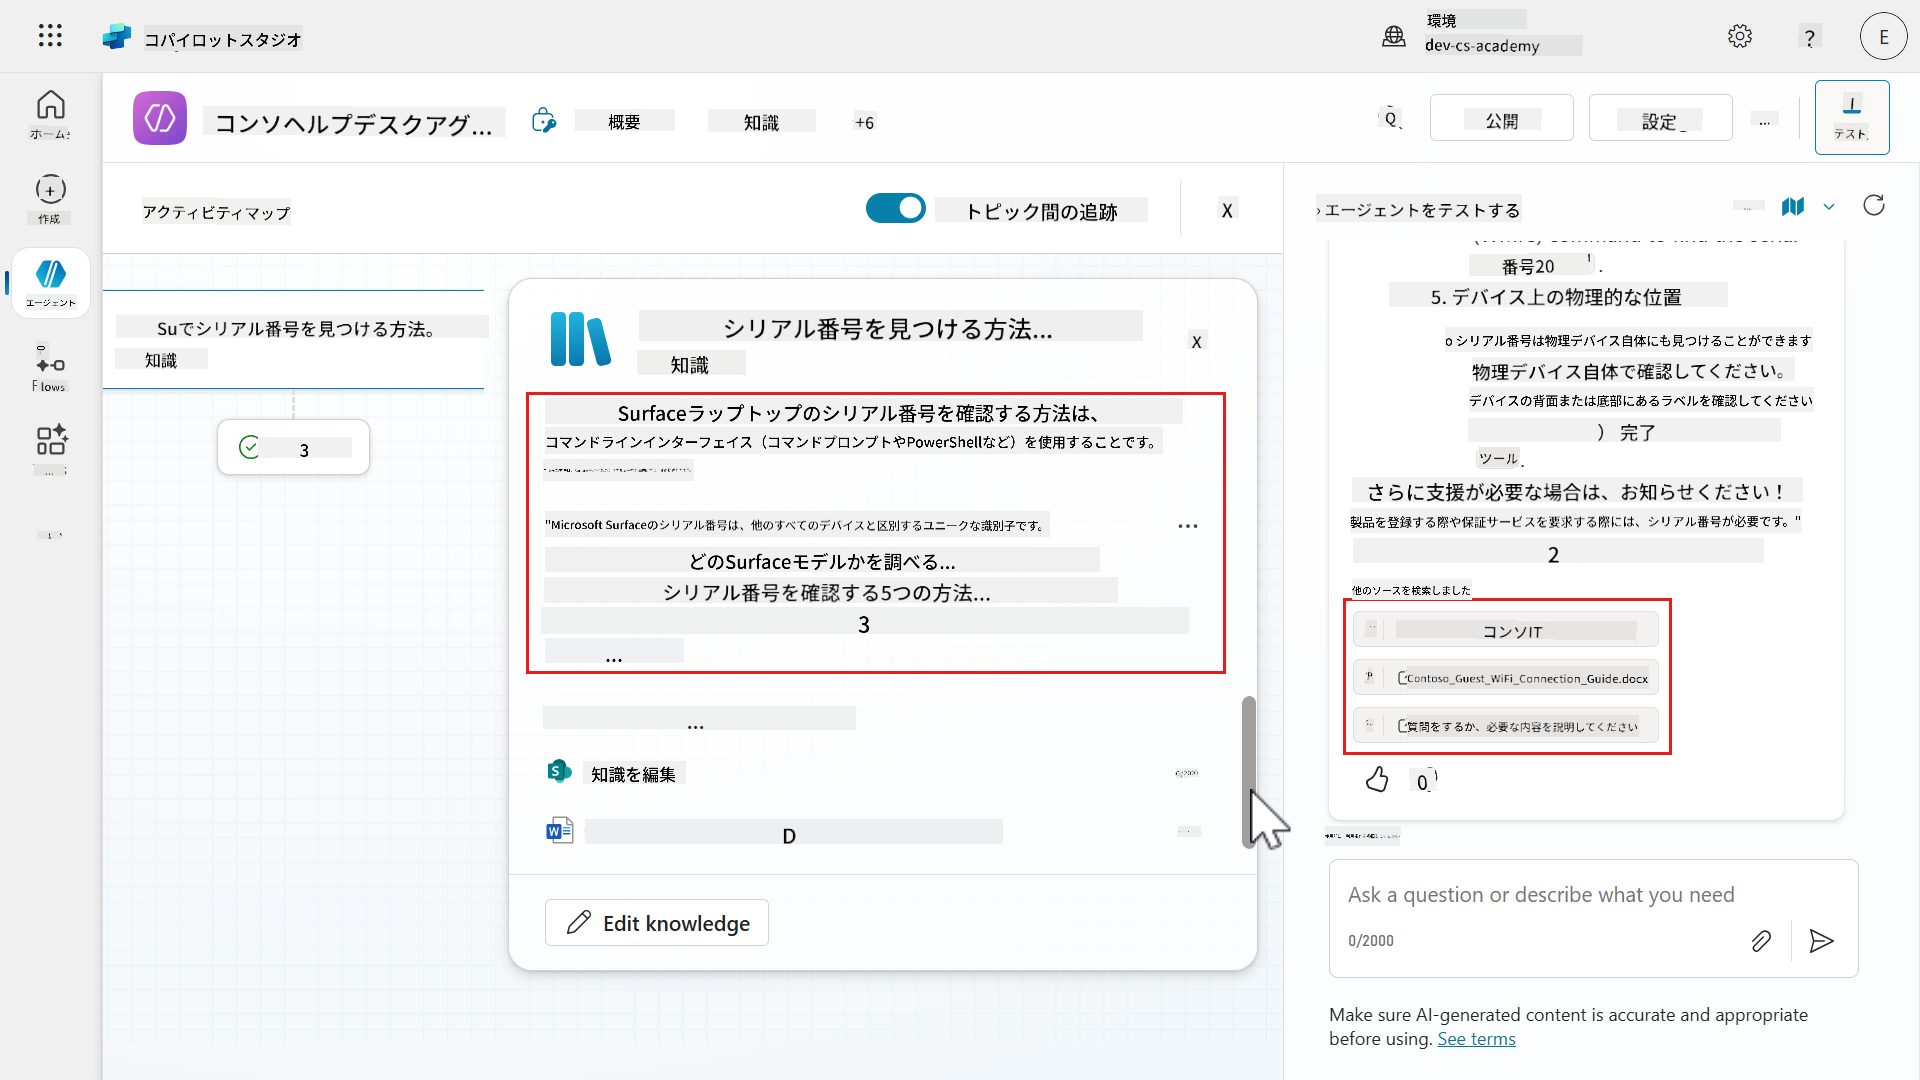 コパイロットスタジオ
環境
dev-cs-academy
?
E
ホーム
作成
エージェント
Flows
...
コンソヘルプデスクアグ...
概要
知識
+6
Q
公開
設定
...
テスト
アクティビティマップ
トピック間の追跡
X
Suでシリアル番号を見つける方法。
知識
3
シリアル番号を見つける方法...
知識
X
Surfaceラップトップのシリアル番号を確認する方法は、
コマンドラインインターフェイス（コマンドプロンプトやPowerShellなど）を使用することです。
"Microsoft Surfaceのシリアル番号は、他のすべてのデバイスと区別するユニークな識別子です。
どのSurfaceモデルかを調べる...
シリアル番号を確認する5つの方法...
3
...
...
知識を編集
0/2000
D
Edit knowledge
エージェントをテストする
番号20
5. デバイス上の物理的な位置
o シリアル番号は物理デバイス自体にも見つけることができます
物理デバイス自体で確認してください。
デバイスの背面または底部にあるラベルを確認してください
） 完了
ツール.
さらに支援が必要な場合は、お知らせください！
製品を登録する際や保証サービスを要求する際には、シリアル番号が必要です。"
2
他のソースを検索しました
コンソIT
Contoso_Guest_WiFi_Connection_Guide.docx
質問をするか、必要な内容を説明してください
0
Ask a question or describe what you need
0/2000
Make sure AI-generated content is accurate and appropriate
before using. See terms